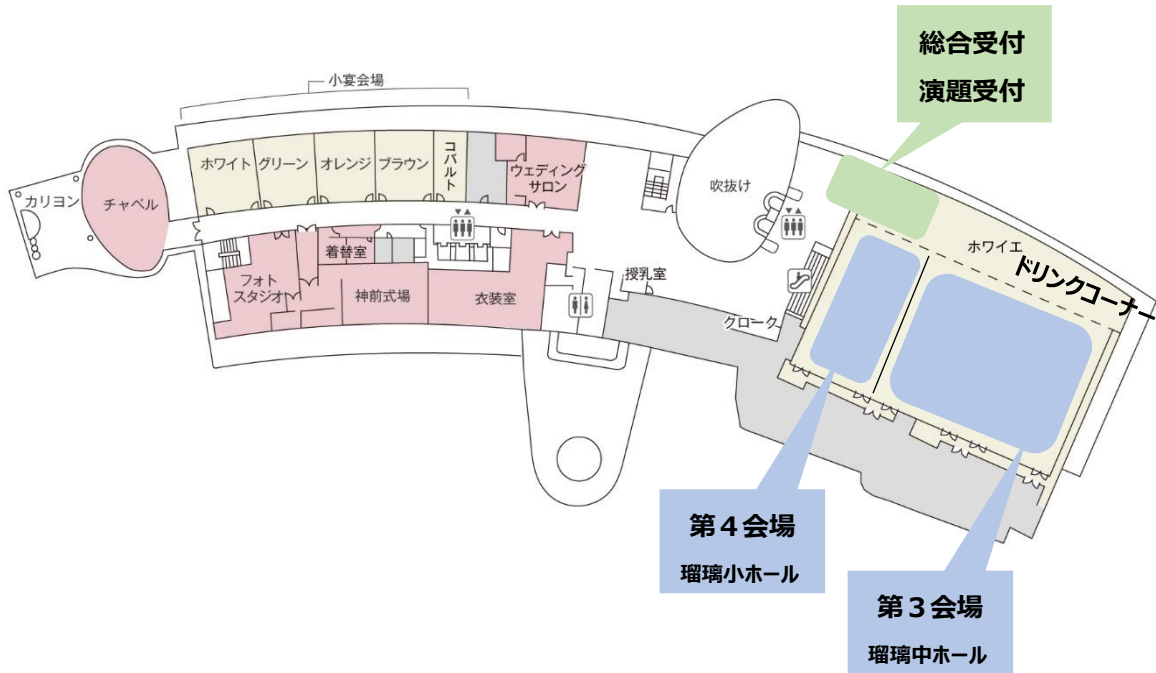 総合受付
演題受付
小宴会場
ホワイト
グリーン
オレンジ
ブラウン
コバルト
ウェディング
サロン
吹抜け
カリヨン
チャペル
ホワイエ
ドリンクコーナー
着替室
フォト
スタジオ
神前式場
衣装室
授乳室
クローク
第４会場
瑠璃小ホール
第３会場
瑠璃中ホール